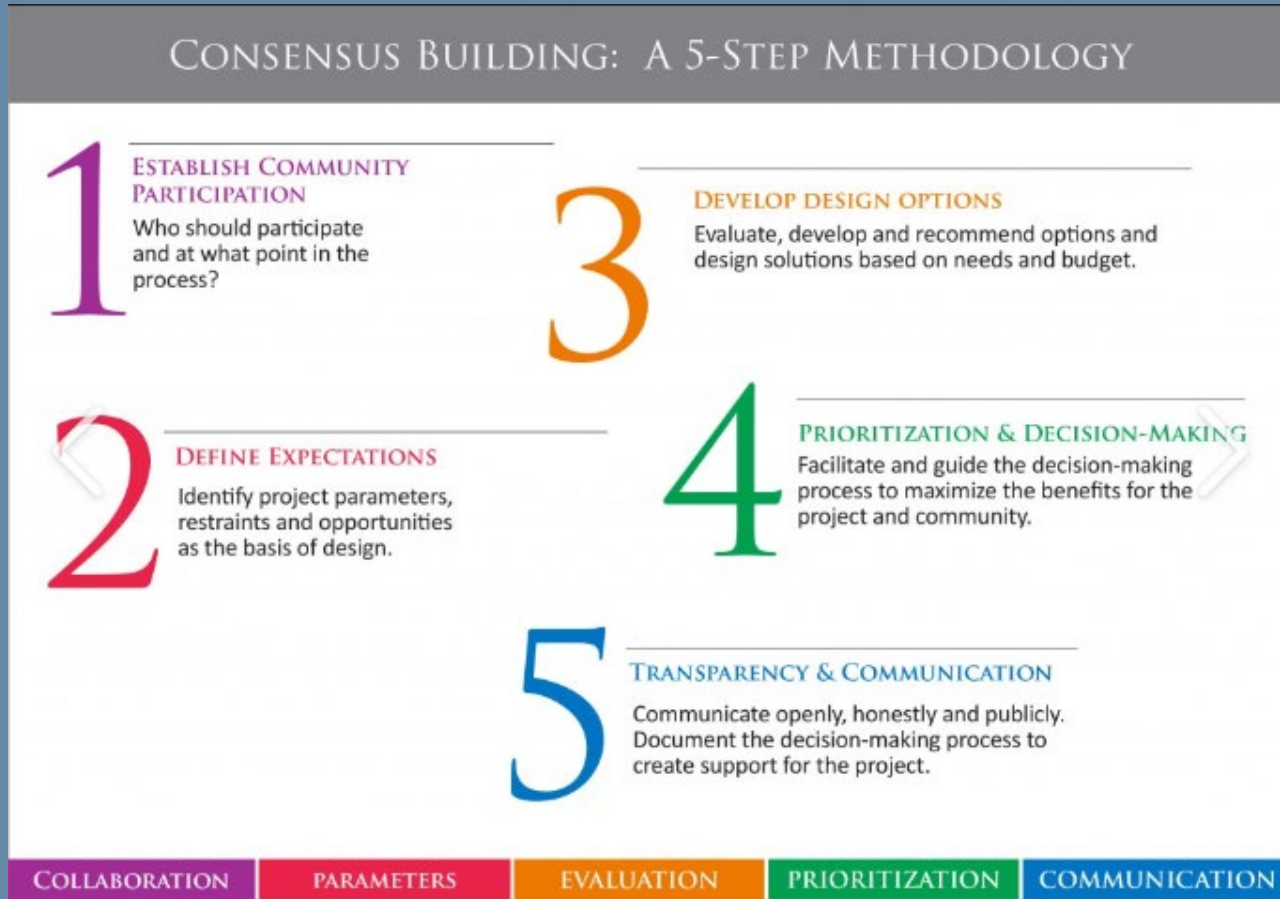 CONSENSUS BUILDING: A 5-STEP METHODOLOGY
1
ESTABLISH COMMUNITY
PARTICIPATION
Who should participate
and at what point in the
process?
2
DEFINE EXPECTATIONS
Identify project parameters,
restraints and opportunities
as the basis of design.
3
DEVELOP DESIGN OPTIONS
Evaluate, develop and recommend options and
design solutions based on needs and budget.
4
PRIORITIZATION & DECISION-MAKING
Facilitate and guide the decision-making
process to maximize the benefits for the
project and community.
5
TRANSPARENCY & COMMUNICATION
Communicate openly, honestly and publicly.
Document the decision-making process to
create support for the project.
COLLABORATION
PARAMETERS
EVALUATION
PRIORITIZATION
COMMUNICATION